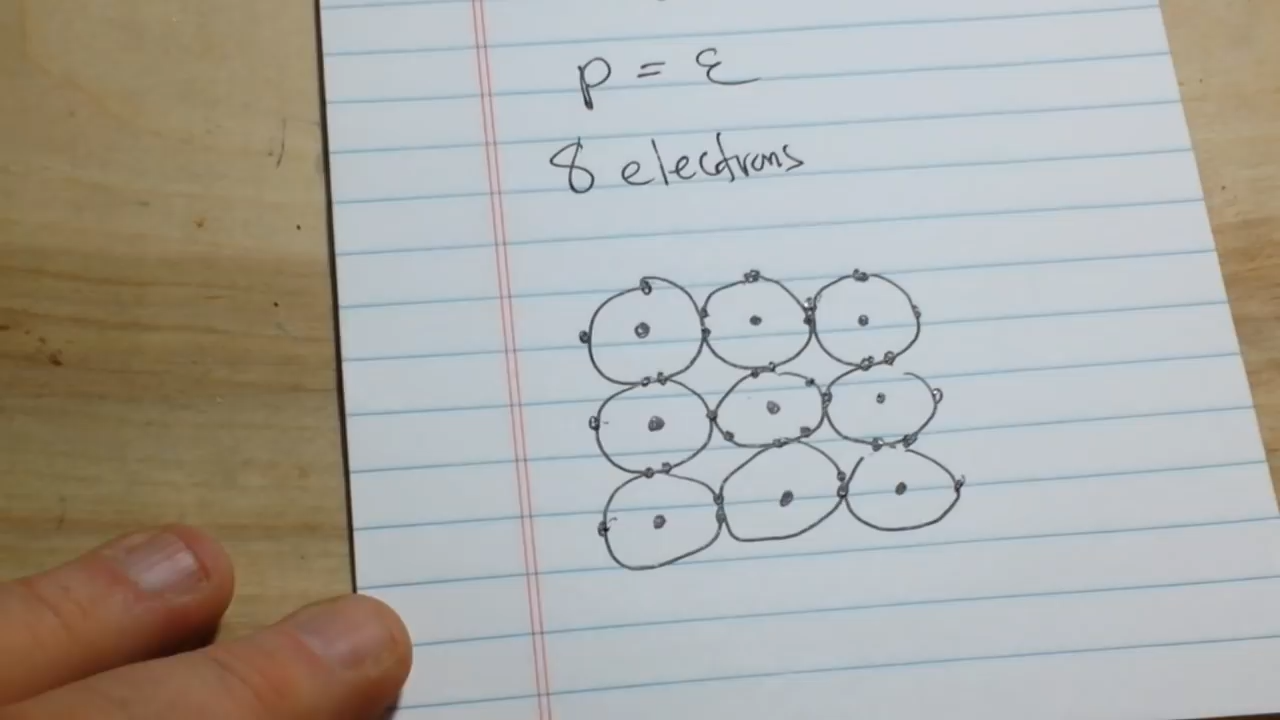 p = ε
8 electrons